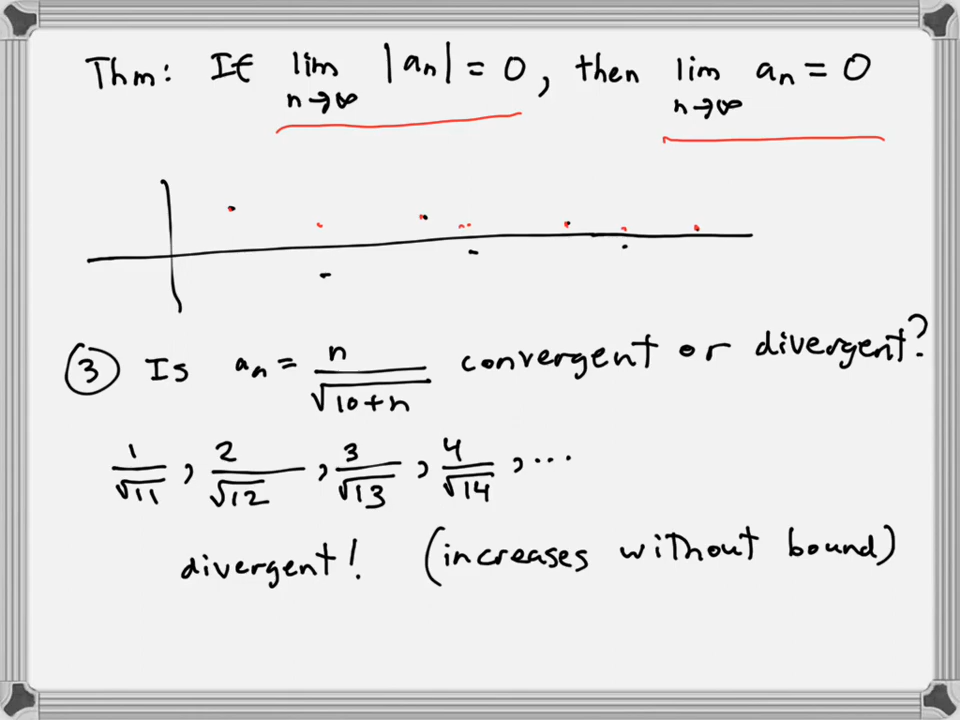 Thm: If lim n→∞ |aₙ| = 0, then lim n→∞ aₙ = 0
③ Is aₙ = n/√(10+n) convergent or divergent?
1/√11, 2/√12, 3/√13, 4/√14, ...
divergent! (increases without bound)